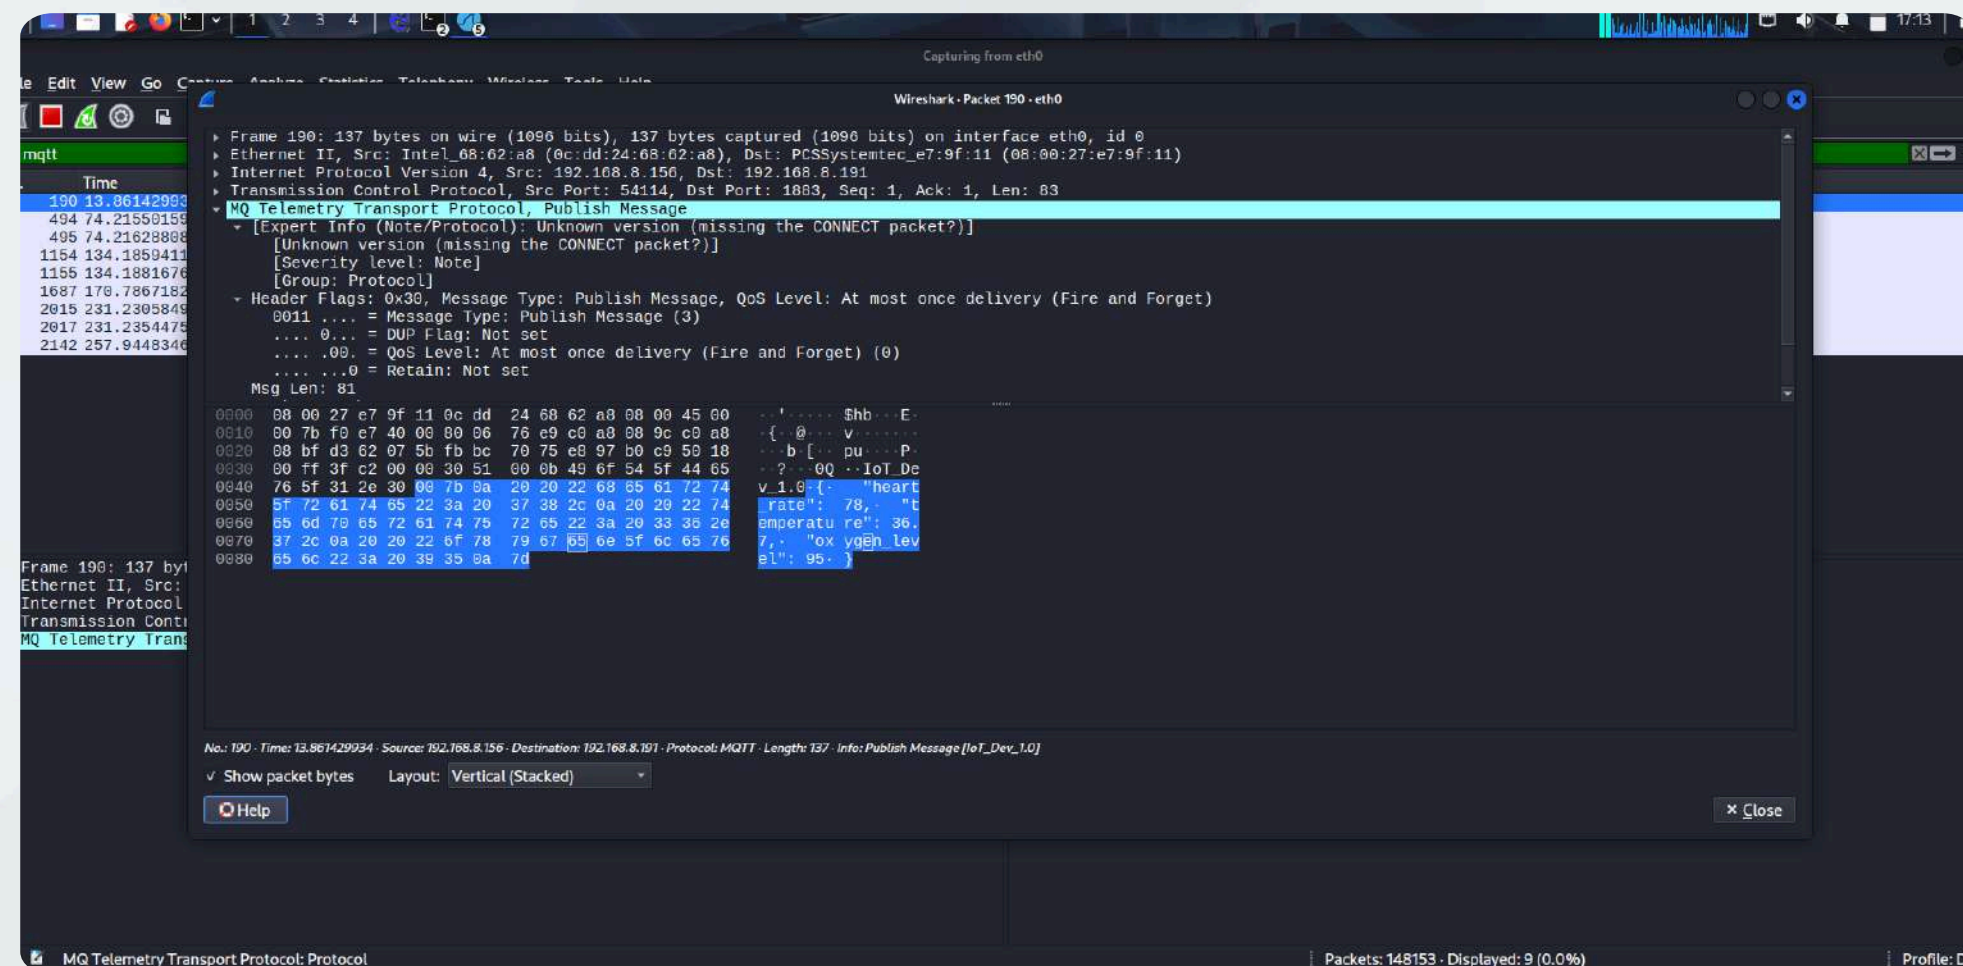 1 2 3 4
2
5
17:13
Capturing from eth0
le Edit View Go Capture Analyze Statistics Telephony Wireless Tools Help
Wireshark · Packet 190 · eth0
mqtt
Time
190 13.86142993
494 74.21550159
495 74.21628808
1154 134.1859411
1155 134.1881676
1687 170.7867182
2015 231.2305849
2017 231.2354475
2142 257.9448346
Frame 190: 137 bytes on wire (1096 bits), 137 bytes captured (1096 bits) on interface eth0, id 0
Ethernet II, Src: Intel_68:62:a8 (0c:dd:24:68:62:a8), Dst: PCSSystemtec_e7:9f:11 (08:00:27:e7:9f:11)
Internet Protocol Version 4, Src: 192.168.8.156, Dst: 192.168.8.191
Transmission Control Protocol, Src Port: 54114, Dst Port: 1883, Seq: 1, Ack: 1, Len: 83
MQ Telemetry Transport Protocol, Publish Message
[Expert Info (Note/Protocol): Unknown version (missing the CONNECT packet?)]
[Unknown version (missing the CONNECT packet?)]
[Severity level: Note]
[Group: Protocol]
Header Flags: 0x30, Message Type: Publish Message, QoS Level: At most once delivery (Fire and Forget)
0011 .... = Message Type: Publish Message (3)
.... 0... = DUP Flag: Not set
.... .00. = QoS Level: At most once delivery (Fire and Forget) (0)
.... ...0 = Retain: Not set
Msg Len: 81
0000 08 00 27 e7 9f 11 0c dd 24 68 62 a8 08 00 45 00 ··'····· $hb···E·
0010 00 7b f0 e7 40 00 80 06 76 e9 c0 a8 08 9c c0 a8 ·{··@··· v·······
0020 08 bf d3 62 07 5b fb bc 70 75 e8 97 b0 c9 50 18 ···b·[·· pu····P·
0030 00 ff 3f c2 00 00 30 51 00 0b 49 6f 54 5f 44 65 ··?···0Q ··IoT_De
0040 76 5f 31 2e 30 00 7b 0a 20 20 22 68 65 61 72 74 v_1.0·{· "heart
0050 5f 72 61 74 65 22 3a 20 37 38 2c 0a 20 20 22 74 _rate": 78,· "t
0060 65 6d 70 65 72 61 74 75 72 65 22 3a 20 33 36 2e emperatu re": 36.
0070 37 2c 0a 20 20 22 6f 78 79 67 65 6e 5f 6c 65 76 7,· "ox ygen_lev
0080 65 6c 22 3a 20 39 35 0a 7d el": 95· }
Frame 190: 137 byt
Ethernet II, Src:
Internet Protocol
Transmission Contr
MQ Telemetry Trans
No.: 190 · Time: 13.861429934 · Source: 192.168.8.156 · Destination: 192.168.8.191 · Protocol: MQTT · Length: 137 · Info: Publish Message [IoT_Dev_1.0]
Show packet bytes Layout: Vertical (Stacked)
Help
Close
MQ Telemetry Transport Protocol: Protocol
Packets: 148153 · Displayed: 9 (0.0%)
Profile: D